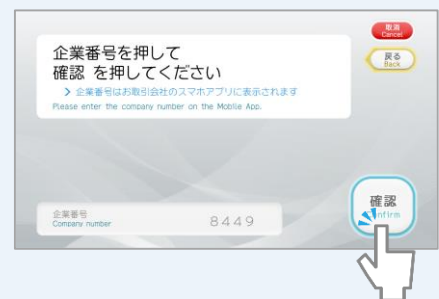 取消
Cancel
企業番号を押して
確認 を押してください
戻る
Back
> 企業番号はお取引会社のスマホアプリに表示されます
Please enter the company number on the Mobile App.
確認
nfirm
企業番号
Company number
8449